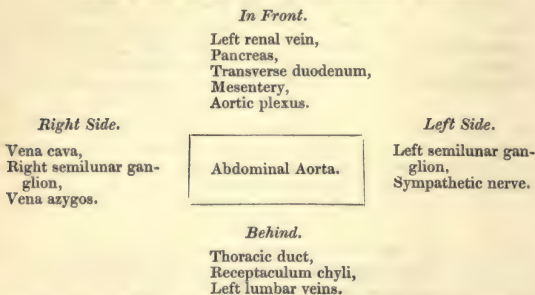 In Front.
Left renal vein,
Pancreas,
Transverse duodenum,
Mesentery,
Aortic plexus.
Right Side.
Vena cava,
Right semilunar gan-
glion,
Vena azygos.
Abdominal Aorta.
Left Side.
Left semilunar gan-
glion,
Sympathetic nerve.
Behind.
Thoracic duct,
Receptaculum chyli,
Left lumbar veins.